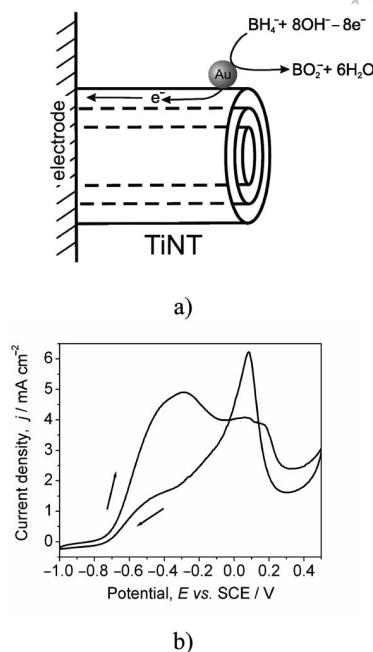 BH₄⁻+ 8OH⁻– 8e⁻
Au
BO₂⁻+ 6H₂O
e⁻
electrode
TiNT
a)
Current density, j / mA cm⁻²
6
5
4
3
2
1
0
-1.0 -0.8 -0.6 -0.4 -0.2 0.0 0.2 0.4
Potential, E vs. SCE / V
b)